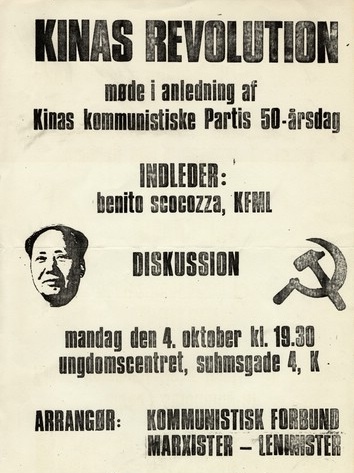 KINAS REVOLUTION
møde i anledning af
Kinas kommunistiske Partis 50-årsdag
INDLEDER:
benito scocozza, KFML
DISKUSSION
mandag den 4. oktober kl. 19.30
ungdomscentret, suhmsgade 4, K
ARRANGØR: KOMMUNISTISK FORBUND
MARXISTER – LENINISTER